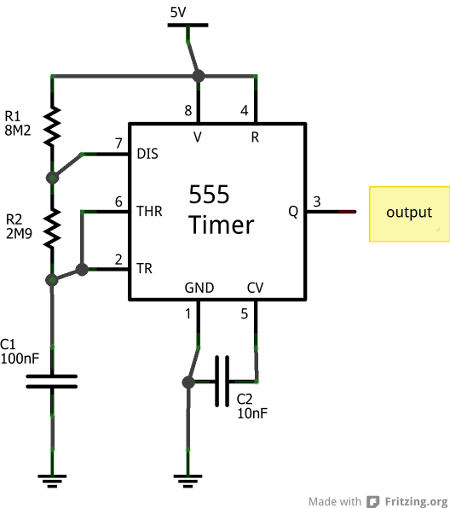 5V
R1
8M2
8
4
V
R
7
DIS
6
THR
555
Timer
3
Q
output
R2
2M9
2
TR
GND
CV
1
5
C1
100nF
C2
10nF
Made with Fritzing.org